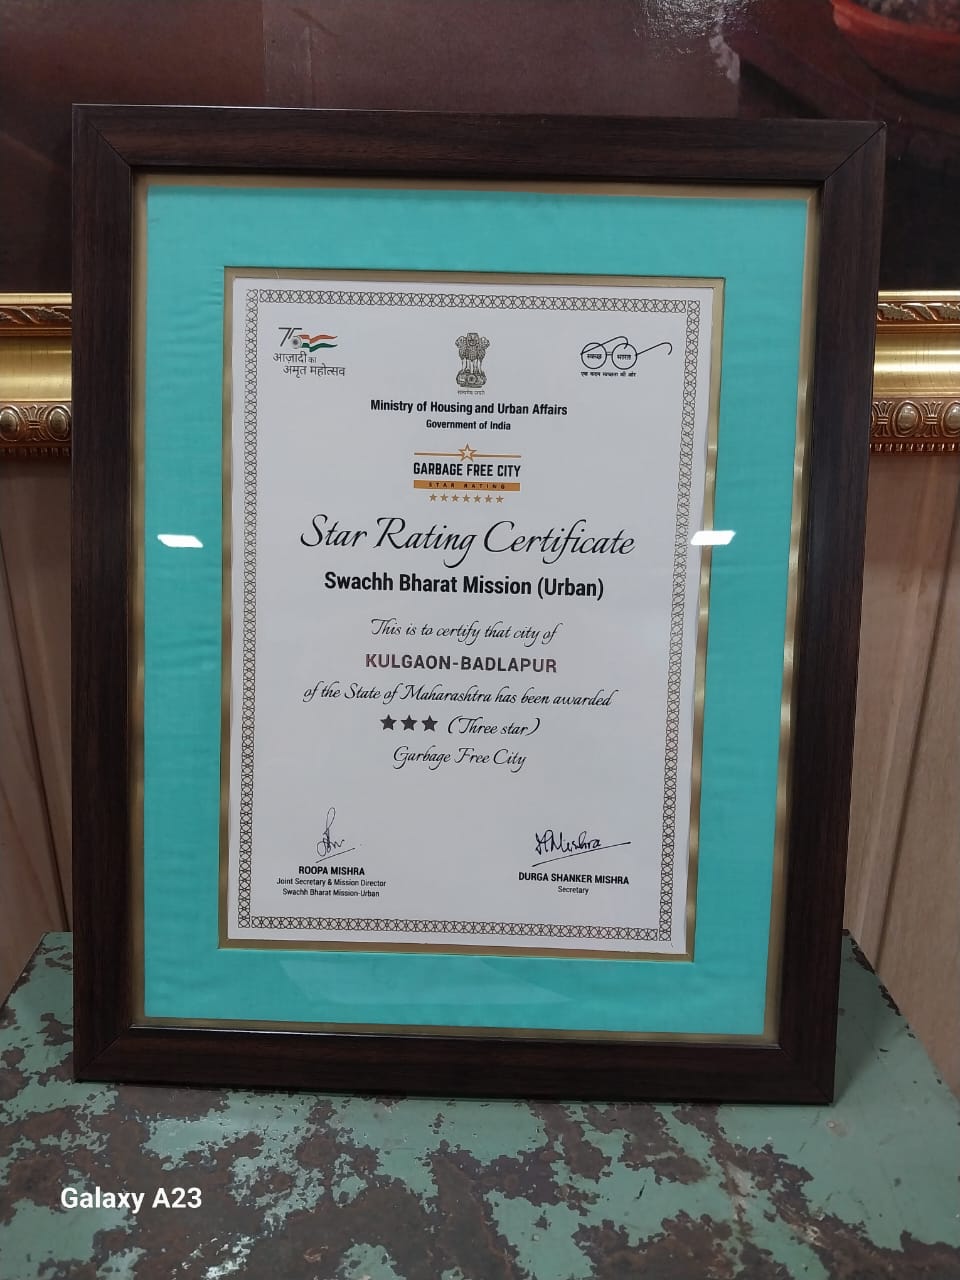 75
आज़ादी का
अमृत महोत्सव
सत्यमेव जयते
स्वच्छ भारत
एक कदम स्वच्छता की ओर
Ministry of Housing and Urban Affairs
Government of India
GARBAGE FREE CITY
STAR RATING
Star Rating Certificate
Swachh Bharat Mission (Urban)
This is to certify that city of
KULGAON-BADLAPUR
of the State of Maharashtra has been awarded
★★★ (Three star)
Garbage Free City
ROOPA MISHRA
Joint Secretary & Mission Director
Swachh Bharat Mission-Urban
DMishra
DURGA SHANKER MISHRA
Secretary
Galaxy A23